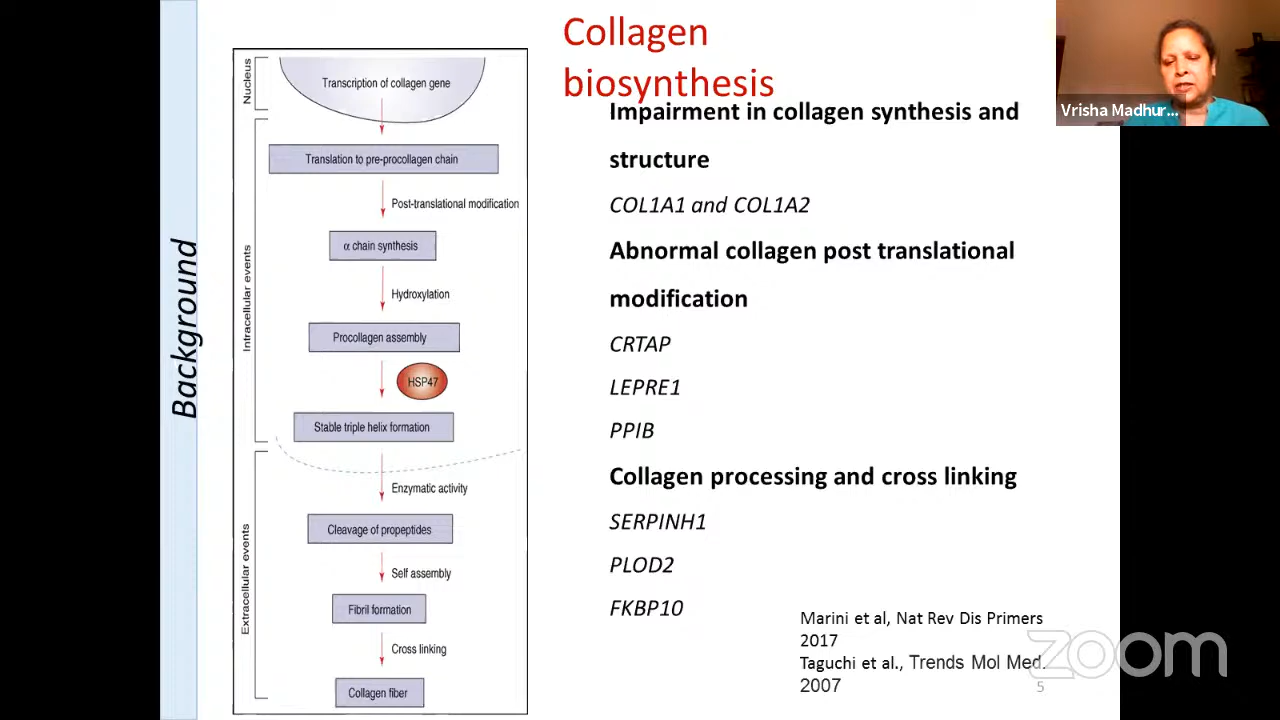 Collagen
biosynthesis
Background
Nucleus
Transcription of collagen gene
Intracellular events
Translation to pre-procollagen chain
Post-translational modification
α chain synthesis
Hydroxylation
Procollagen assembly
HSP47
Stable triple helix formation
Extracellular events
Enzymatic activity
Cleavage of propeptides
Self assembly
Fibril formation
Cross linking
Collagen fiber
Impairment in collagen synthesis and
structure
COL1A1 and COL1A2
Abnormal collagen post translational
modification
CRTAP
LEPRE1
PPIB
Collagen processing and cross linking
SERPINH1
PLOD2
FKBP10
Marini et al, Nat Rev Dis Primers
2017
Taguchi et al., Trends Mol Med.
2007
5
Vrisha Madhur...
zoom